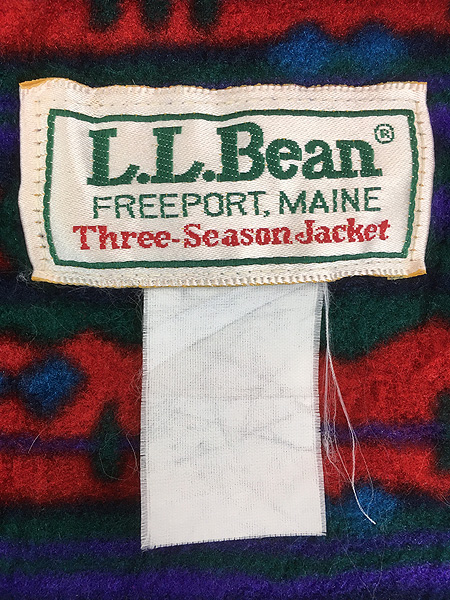 L.L.Bean®
FREEPORT, MAINE
Three-Season Jacket